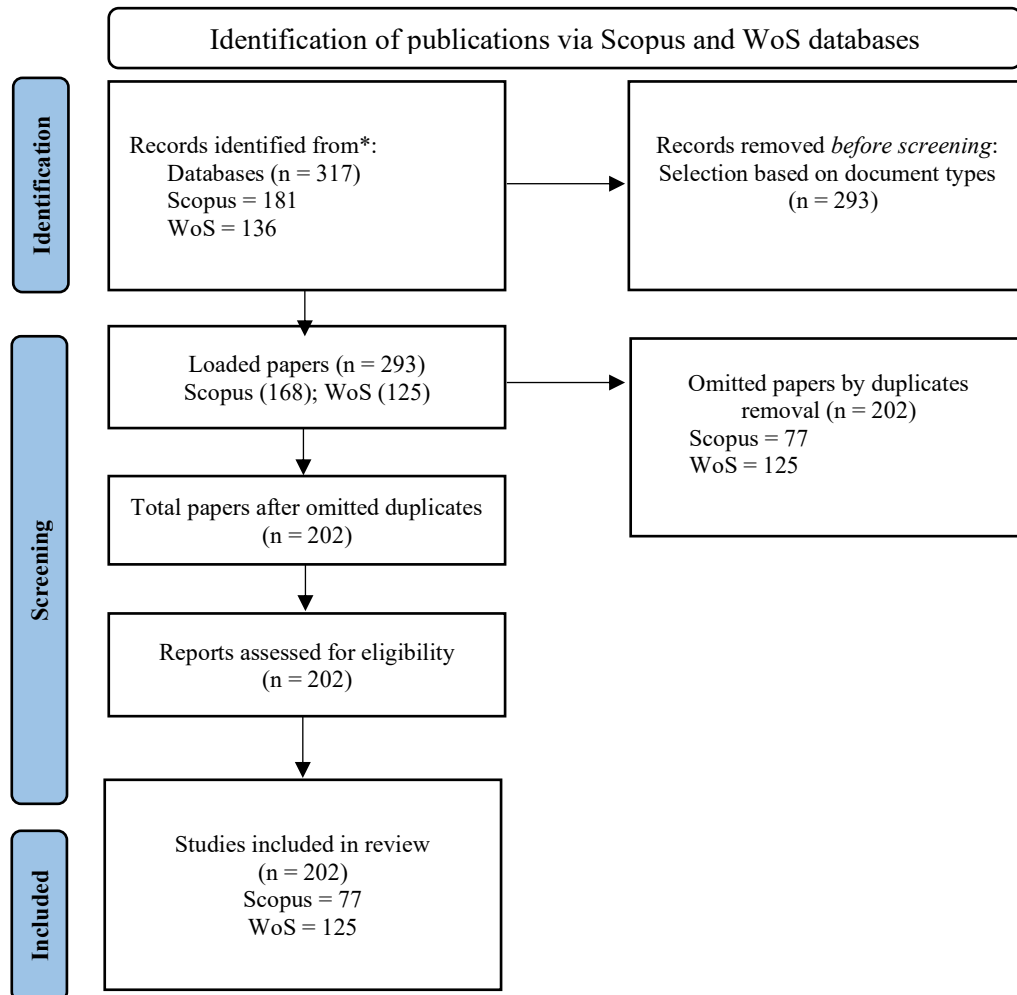 Identification of publications via Scopus and WoS databases
Identification
Records identified from*:
Databases (n = 317)
Scopus = 181
WoS = 136
Records removed before screening:
Selection based on document types
(n = 293)
Screening
Loaded papers (n = 293)
Scopus (168); WoS (125)
Omitted papers by duplicates
removal (n = 202)
Scopus = 77
WoS = 125
Total papers after omitted duplicates
(n = 202)
Reports assessed for eligibility
(n = 202)
Included
Studies included in review
(n = 202)
Scopus = 77
WoS = 125